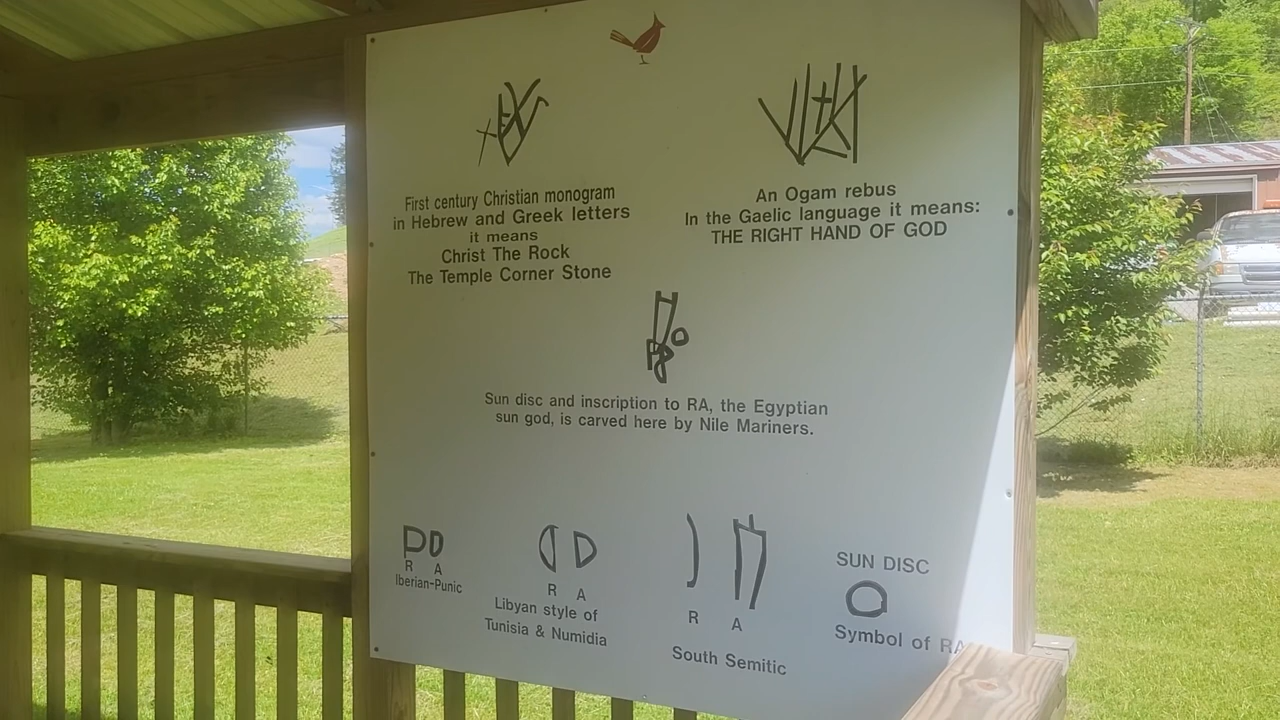 First century Christian monogram
in Hebrew and Greek letters
it means
Christ The Rock
The Temple Corner Stone
An Ogam rebus
In the Gaelic language it means:
THE RIGHT HAND OF GOD
Sun disc and inscription to RA, the Egyptian
sun god, is carved here by Nile Mariners.
R A
Iberian-Punic
R A
Libyan style of
Tunisia & Numidia
R A
South Semitic
SUN DISC
Symbol of RA